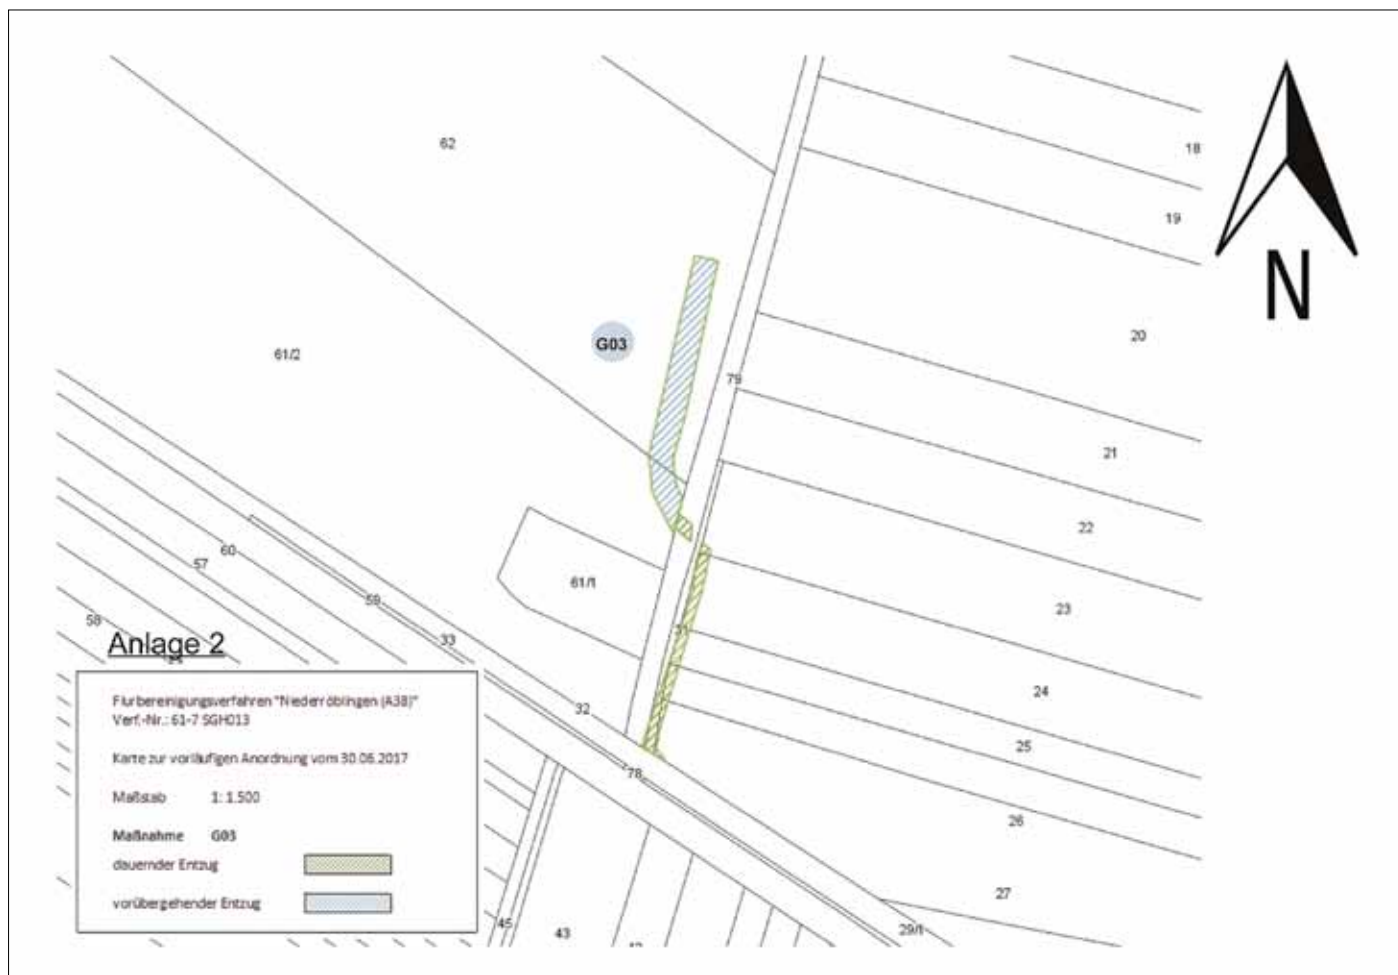 62
18
19
N
20
G03
61/2
79
21
22
60
57
61/1
59
23
58
33
31
Anlage 2
24
32
25
78
26
27
29/1
45
43
Flurbereinigungsverfahren "Niederröblingen (A38)"
Verf.-Nr.: 61-7 SGH013
Karte zur vorläufigen Anordnung vom 30.06.2017
Maßstab 1: 1.500
Maßnahme G03
dauernder Entzug
vorübergehender Entzug